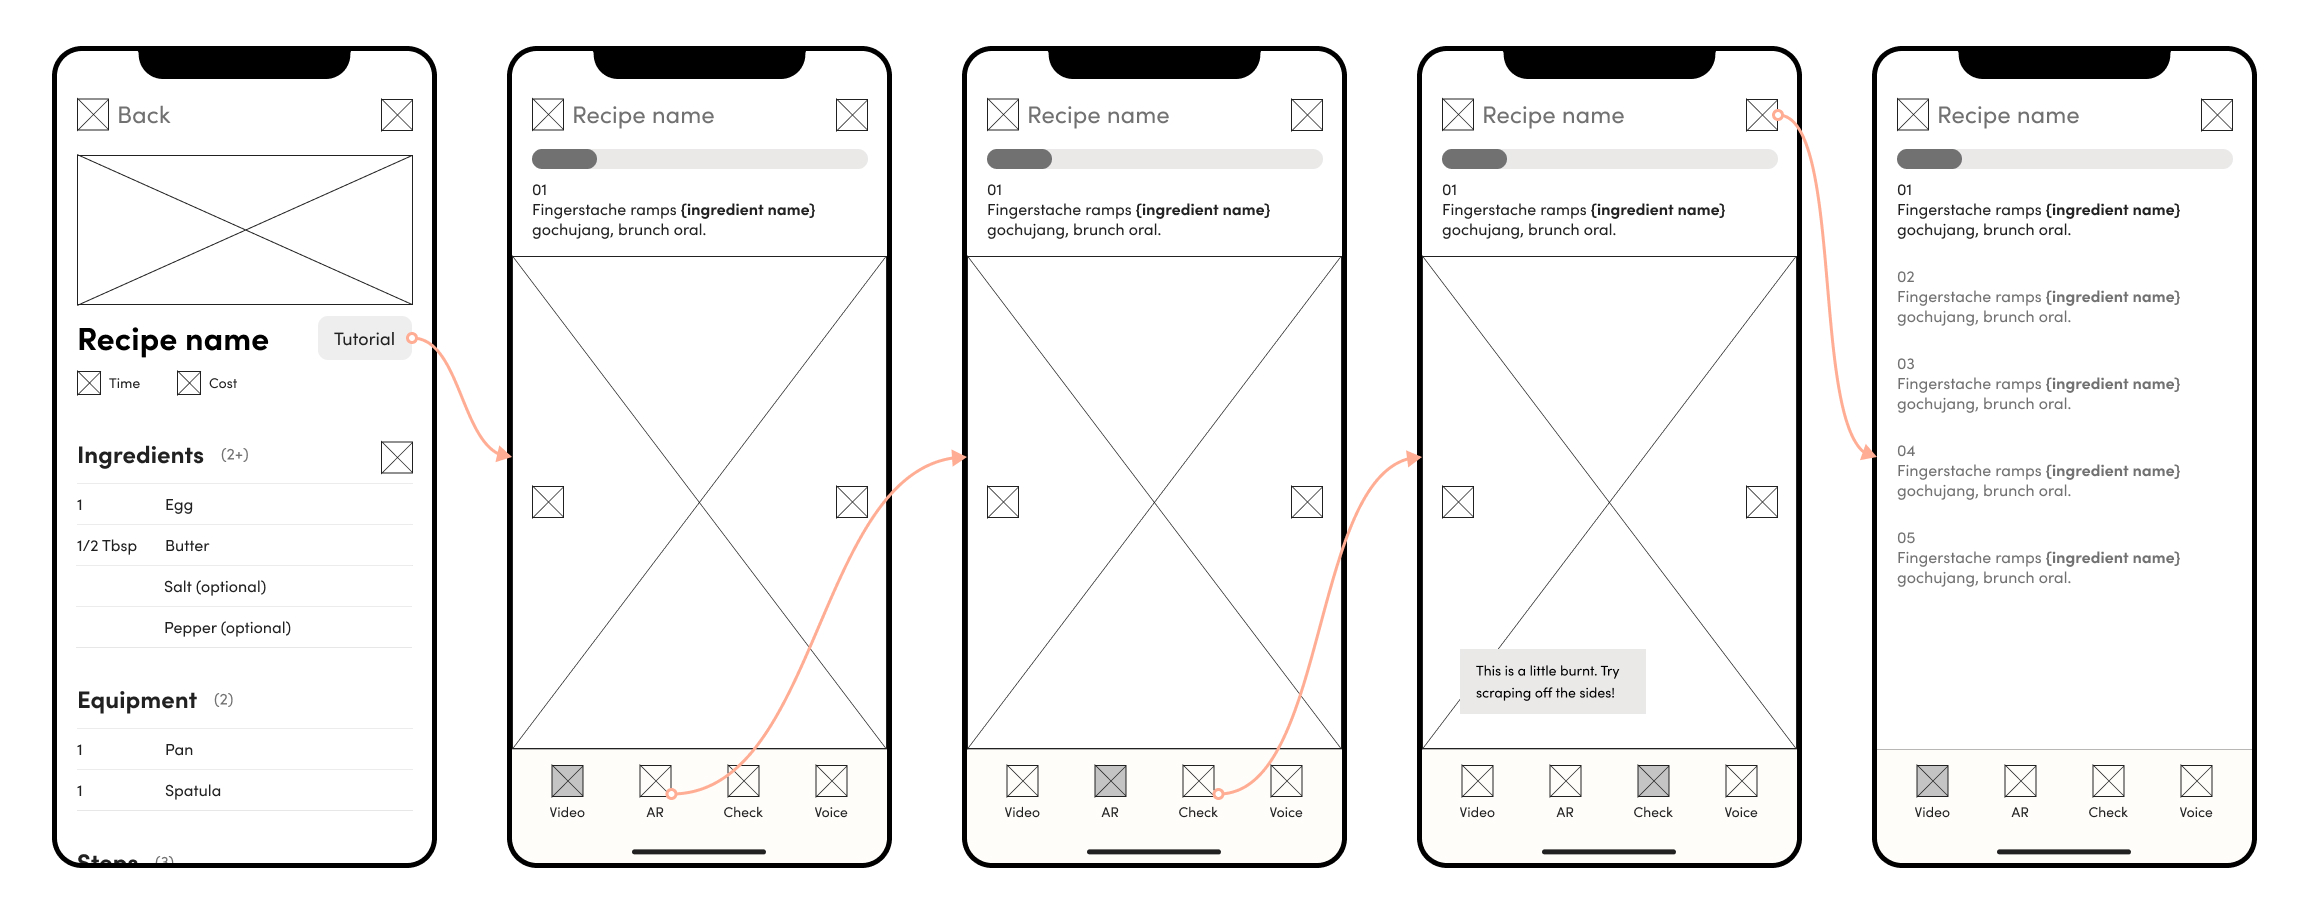 Back
Recipe name
Tutorial
Time
Cost
Ingredients (2+)
1 Egg
1/2 Tbsp Butter
Salt (optional)
Pepper (optional)
Equipment (2)
1 Pan
1 Spatula
Steps (3)
Recipe name
01
Fingerstache ramps {ingredient name}
gochujang, brunch oral.
Video
AR
Check
Voice
Recipe name
01
Fingerstache ramps {ingredient name}
gochujang, brunch oral.
Video
AR
Check
Voice
Recipe name
01
Fingerstache ramps {ingredient name}
gochujang, brunch oral.
This is a little burnt. Try
scraping off the sides!
Video
AR
Check
Voice
Recipe name
01
Fingerstache ramps {ingredient name}
gochujang, brunch oral.
02
Fingerstache ramps {ingredient name}
gochujang, brunch oral.
03
Fingerstache ramps {ingredient name}
gochujang, brunch oral.
04
Fingerstache ramps {ingredient name}
gochujang, brunch oral.
05
Fingerstache ramps {ingredient name}
gochujang, brunch oral.
Video
AR
Check
Voice